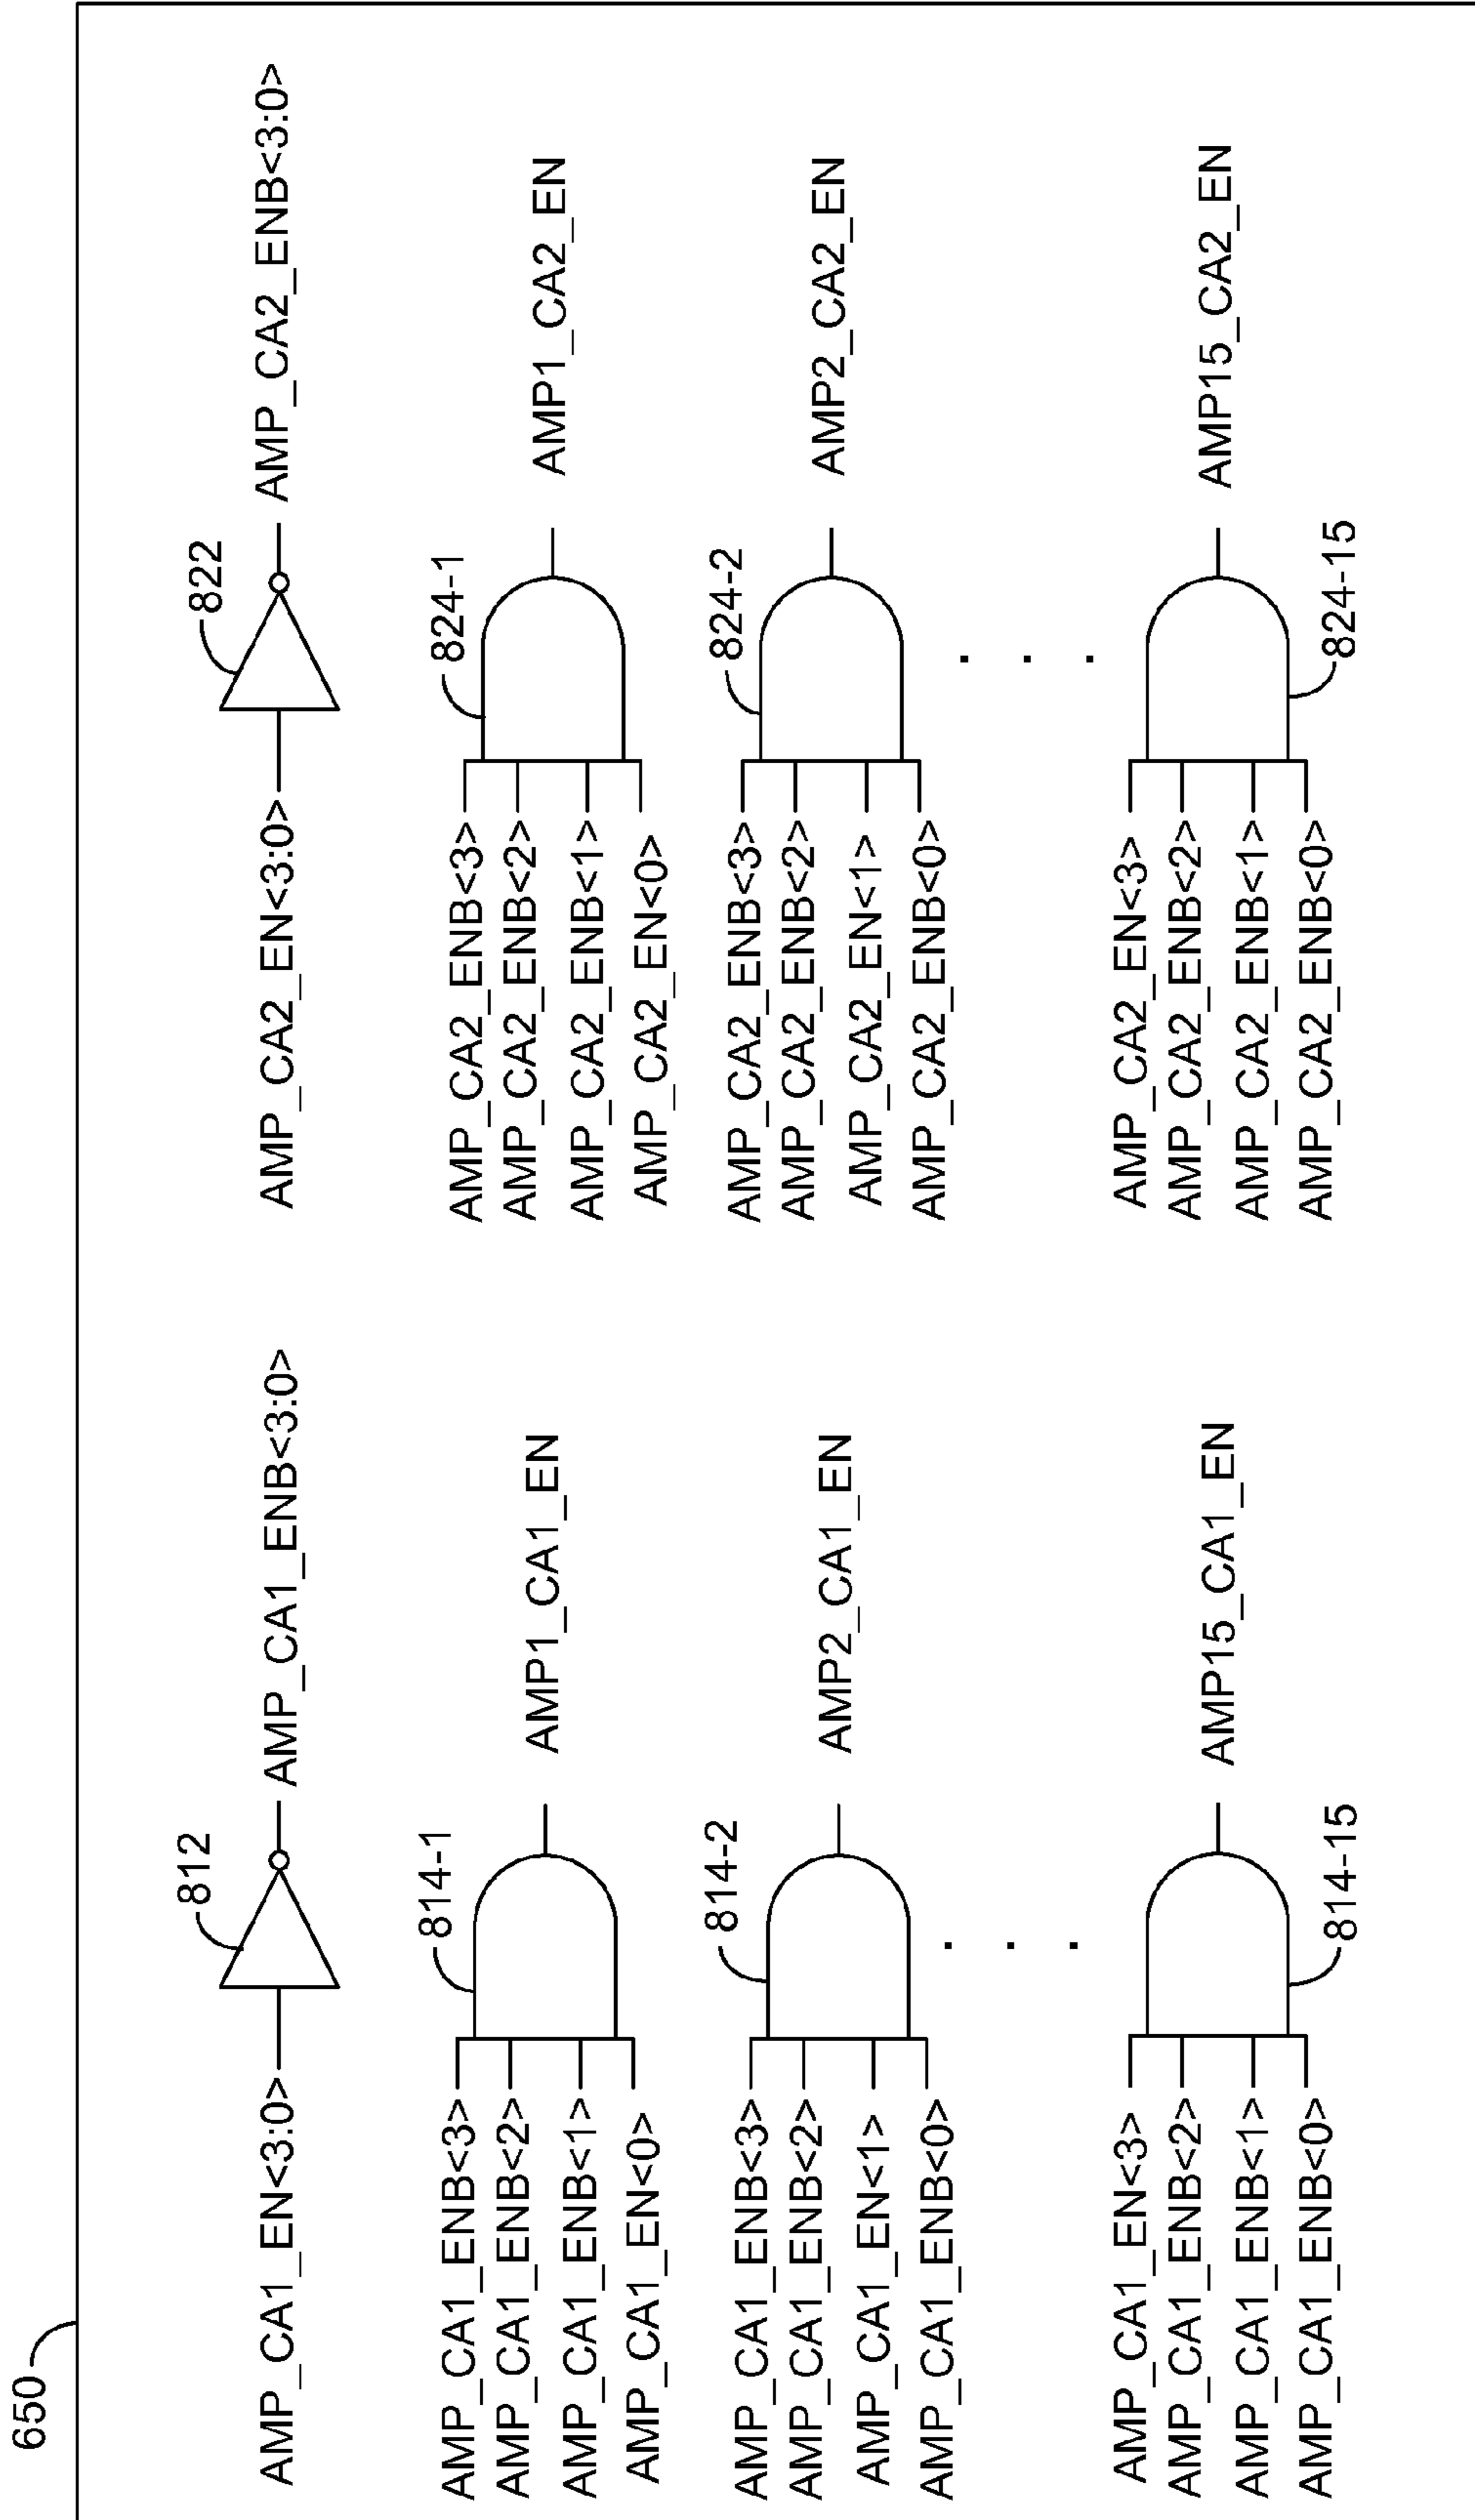 650
812
AMP_CA1_EN<3:0>
AMP_CA1_ENB<3:0>
814-1
AMP_CA1_ENB<3>
AMP_CA1_ENB<2>
AMP_CA1_ENB<1>
AMP_CA1_EN<0>
AMP1_CA1_EN
814-2
AMP_CA1_ENB<3>
AMP_CA1_ENB<2>
AMP_CA1_EN<1>
AMP_CA1_ENB<0>
AMP2_CA1_EN
. . .
AMP_CA1_EN<3>
AMP_CA1_ENB<2>
AMP_CA1_ENB<1>
AMP_CA1_ENB<0>
AMP15_CA1_EN
814-15
822
AMP_CA2_EN<3:0>
AMP_CA2_ENB<3:0>
824-1
AMP_CA2_ENB<3>
AMP_CA2_ENB<2>
AMP_CA2_ENB<1>
AMP_CA2_EN<0>
AMP1_CA2_EN
824-2
AMP_CA2_ENB<3>
AMP_CA2_ENB<2>
AMP_CA2_EN<1>
AMP_CA2_ENB<0>
AMP2_CA2_EN
. . .
AMP_CA2_EN<3>
AMP_CA2_ENB<2>
AMP_CA2_ENB<1>
AMP_CA2_ENB<0>
AMP15_CA2_EN
824-15